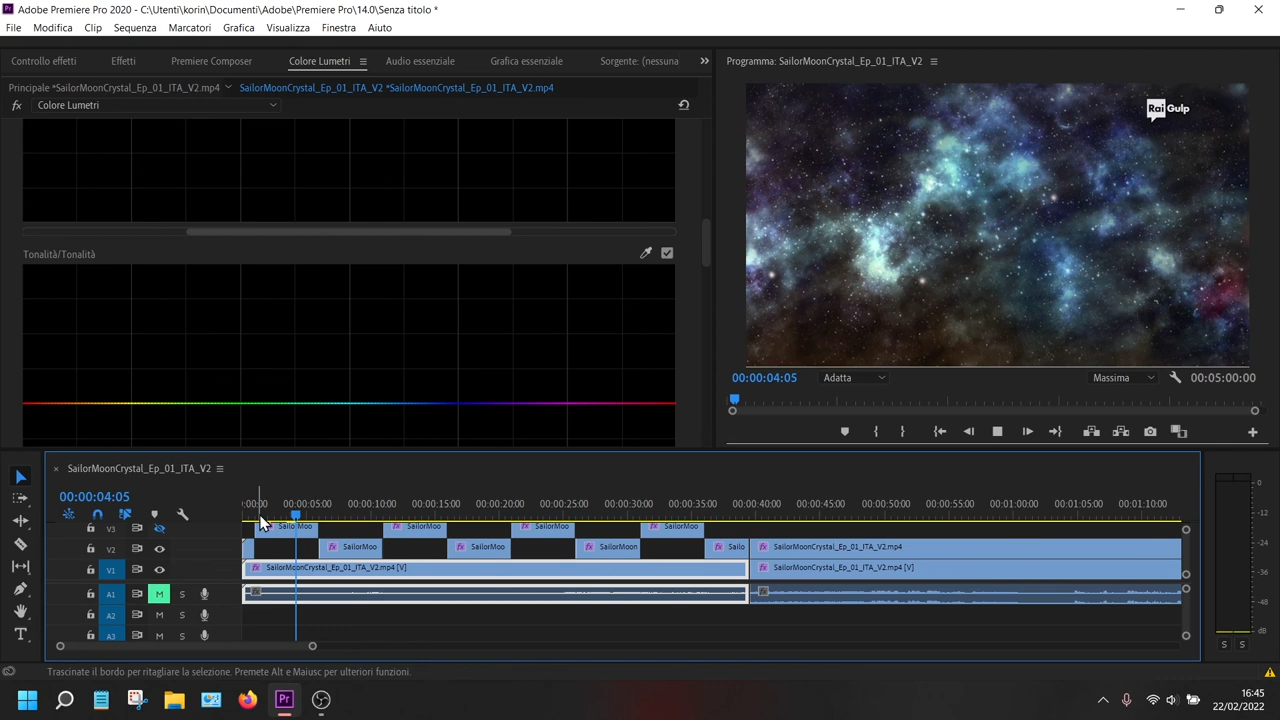 Adobe Premiere Pro 2020 - C:\Utenti\korin\Documenti\Adobe\Premiere Pro\14.0\Senza titolo *
File Modifica Clip Sequenza Marcatori Grafica Visualizza Finestra Aiuto
Controllo effetti Effetti Premiere Composer Colore Lumetri Audio essenziale Grafica essenziale Sorgente: (nessuna
Principale *SailorMoonCrystal_Ep_01_ITA_V2.mp4 SailorMoonCrystal_Ep_01_ITA_V2 *SailorMoonCrystal_Ep_01_ITA_V2.mp4
fx Colore Lumetri
Tonalità/Tonalità
Programma: SailorMoonCrystal_Ep_01_ITA_V2
Rai Gulp
00:00:04:05 Adatta Massima 00:05:00:00
SailorMoonCrystal_Ep_01_ITA_V2
00:00:04:05
:00:00 00:00:05:00 00:00:10:00 00:00:15:00 00:00:20:00 00:00:25:00 00:00:30:00 00:00:35:00 00:00:40:00 00:00:45:00 00:00:50:00 00:00:55:00 00:01:00:00 00:01:05:00 00:01:10:00
V3 SailorMoo SailorMoo SailorMoo SailorMoo
V2 SailorMoo SailorMoo SailorMoon Sailo SailorMoonCrystal_Ep_01_ITA_V2.mp4
V1 SailorMoonCrystal_Ep_01_ITA_V2.mp4 [V] SailorMoonCrystal_Ep_01_ITA_V2.mp4 [V]
A1 M S
A2 M S
A3 M S
0
-12
-24
-36
-48
dB
S S
Trascinate il bordo per ritagliare la selezione. Premete Alt e Maiusc per ulteriori funzioni.
16:45
22/02/2022